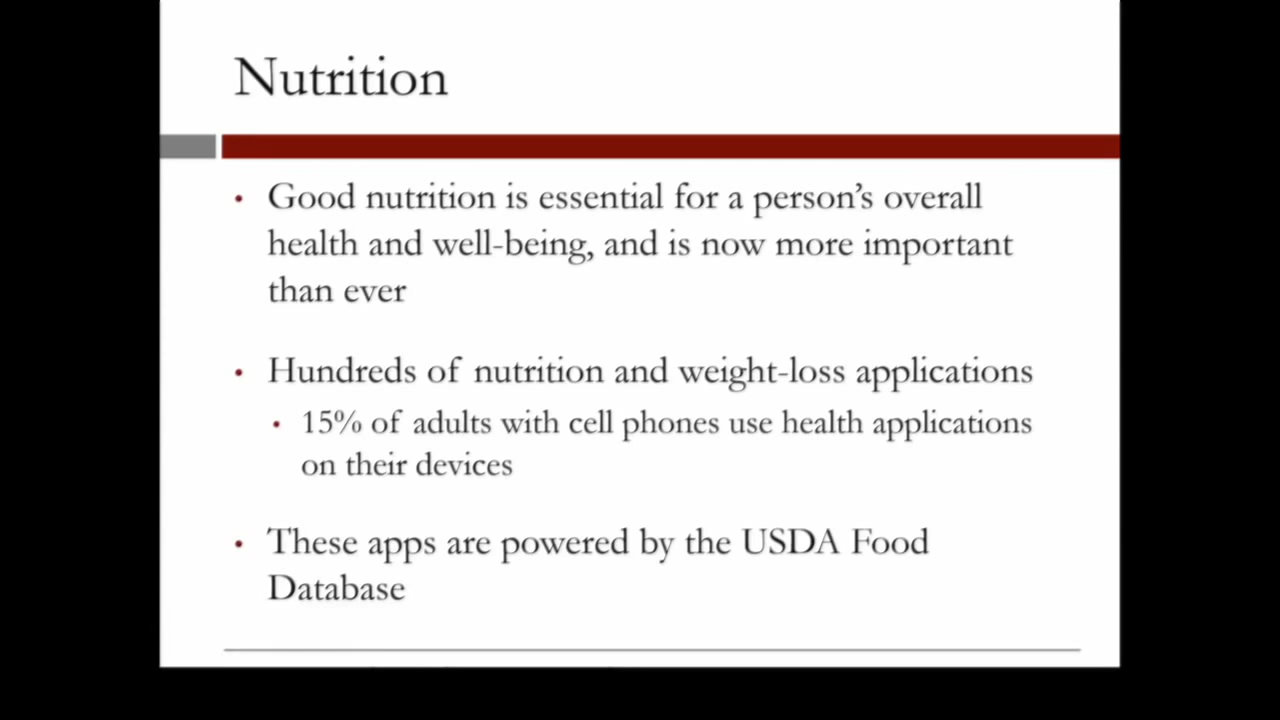 Nutrition
• Good nutrition is essential for a person’s overall
health and well-being, and is now more important
than ever
• Hundreds of nutrition and weight-loss applications
• 15% of adults with cell phones use health applications
on their devices
• These apps are powered by the USDA Food
Database